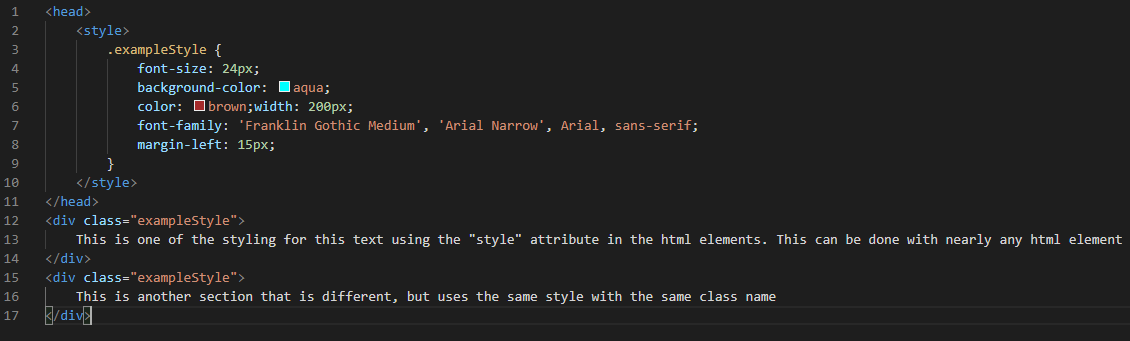 1 <head>
2 <style>
3 .exampleStyle {
4 font-size: 24px;
5 background-color: aqua;
6 color: brown;width: 200px;
7 font-family: 'Franklin Gothic Medium', 'Arial Narrow', Arial, sans-serif;
8 margin-left: 15px;
9 }
10 </style>
11 </head>
12 <div class="exampleStyle">
13 This is one of the styling for this text using the "style" attribute in the html elements. This can be done with nearly any html element
14 </div>
15 <div class="exampleStyle">
16 This is another section that is different, but uses the same style with the same class name
17 </div>